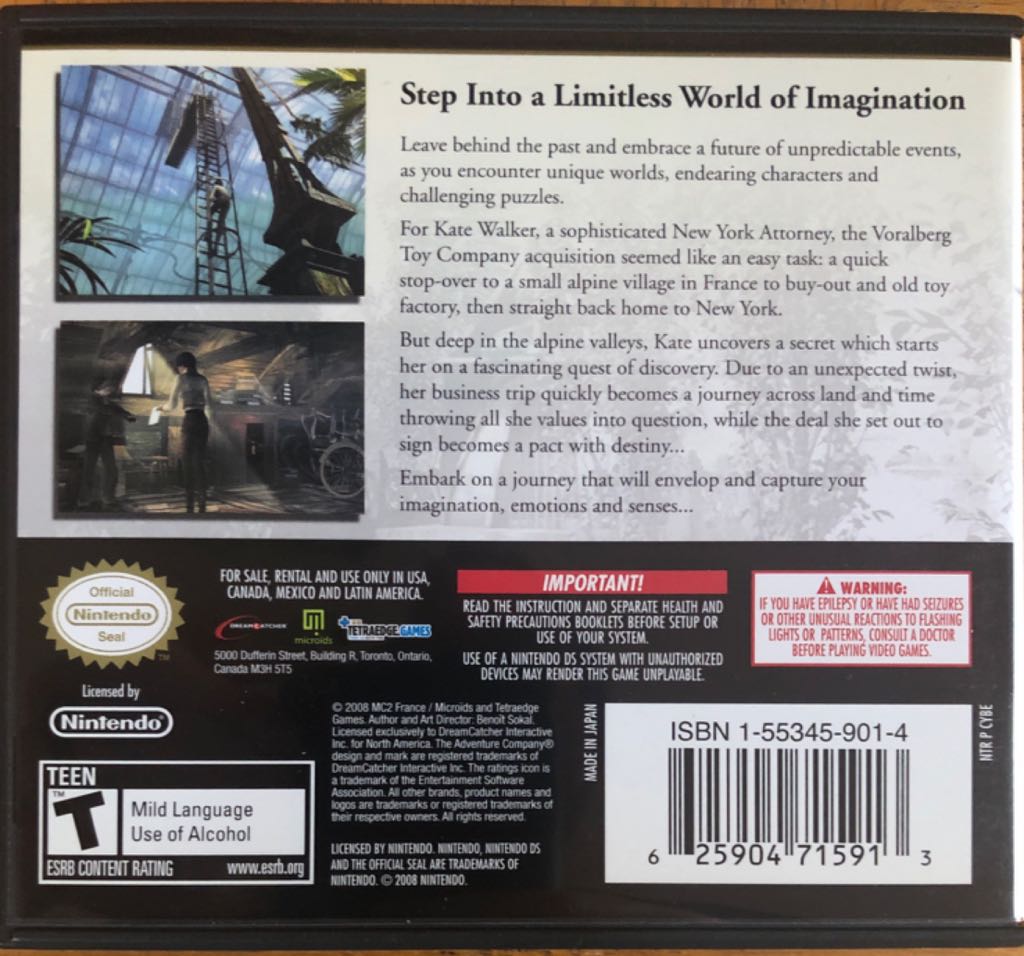 Step Into a Limitless World of Imagination
Leave behind the past and embrace a future of unpredictable events,
as you encounter unique worlds, endearing characters and
challenging puzzles.
For Kate Walker, a sophisticated New York Attorney, the Voralberg
Toy Company acquisition seemed like an easy task: a quick
stop-over to a small alpine village in France to buy-out and old toy
factory, then straight back home to New York.
But deep in the alpine valleys, Kate uncovers a secret which starts
her on a fascinating quest of discovery. Due to an unexpected twist,
her business trip quickly becomes a journey across land and time
throwing all she values into question, while the deal she set out to
sign becomes a pact with destiny...
Embark on a journey that will envelop and capture your
imagination, emotions and senses...
Official
Nintendo
Seal
TM
Licensed by
Nintendo®
FOR SALE, RENTAL AND USE ONLY IN USA,
CANADA, MEXICO AND LATIN AMERICA.
DREAMCATCHER
microids
TETRAEDGE GAMES
5000 Dufferin Street, Building R, Toronto, Ontario,
Canada M3H 5T5
IMPORTANT!
READ THE INSTRUCTION AND SEPARATE HEALTH AND
SAFETY PRECAUTIONS BOOKLETS BEFORE SETUP OR
USE OF YOUR SYSTEM.
USE OF A NINTENDO DS SYSTEM WITH UNAUTHORIZED
DEVICES MAY RENDER THIS GAME UNPLAYABLE.
WARNING:
IF YOU HAVE EPILEPSY OR HAVE HAD SEIZURES
OR OTHER UNUSUAL REACTIONS TO FLASHING
LIGHTS OR PATTERNS, CONSULT A DOCTOR
BEFORE PLAYING VIDEO GAMES.
TEEN
TM
T
Mild Language
Use of Alcohol
ESRB CONTENT RATING www.esrb.org
© 2008 MC2 France / Microids and Tetraedge
Games. Author and Art Director: Benoît Sokal.
Licensed exclusively to DreamCatcher Interactive
Inc. for North America. The Adventure Company®
design and mark are registered trademarks of
DreamCatcher Interactive Inc. The ratings icon is
a trademark of the Entertainment Software
Association. All other brands, product names and
logos are trademarks or registered trademarks of
their respective owners. All rights reserved.
LICENSED BY NINTENDO. NINTENDO, NINTENDO DS
AND THE OFFICIAL SEAL ARE TRADEMARKS OF
NINTENDO. © 2008 NINTENDO.
MADE IN JAPAN
ISBN 1-55345-901-4
6 25904 71591 3
NTR P CYBE